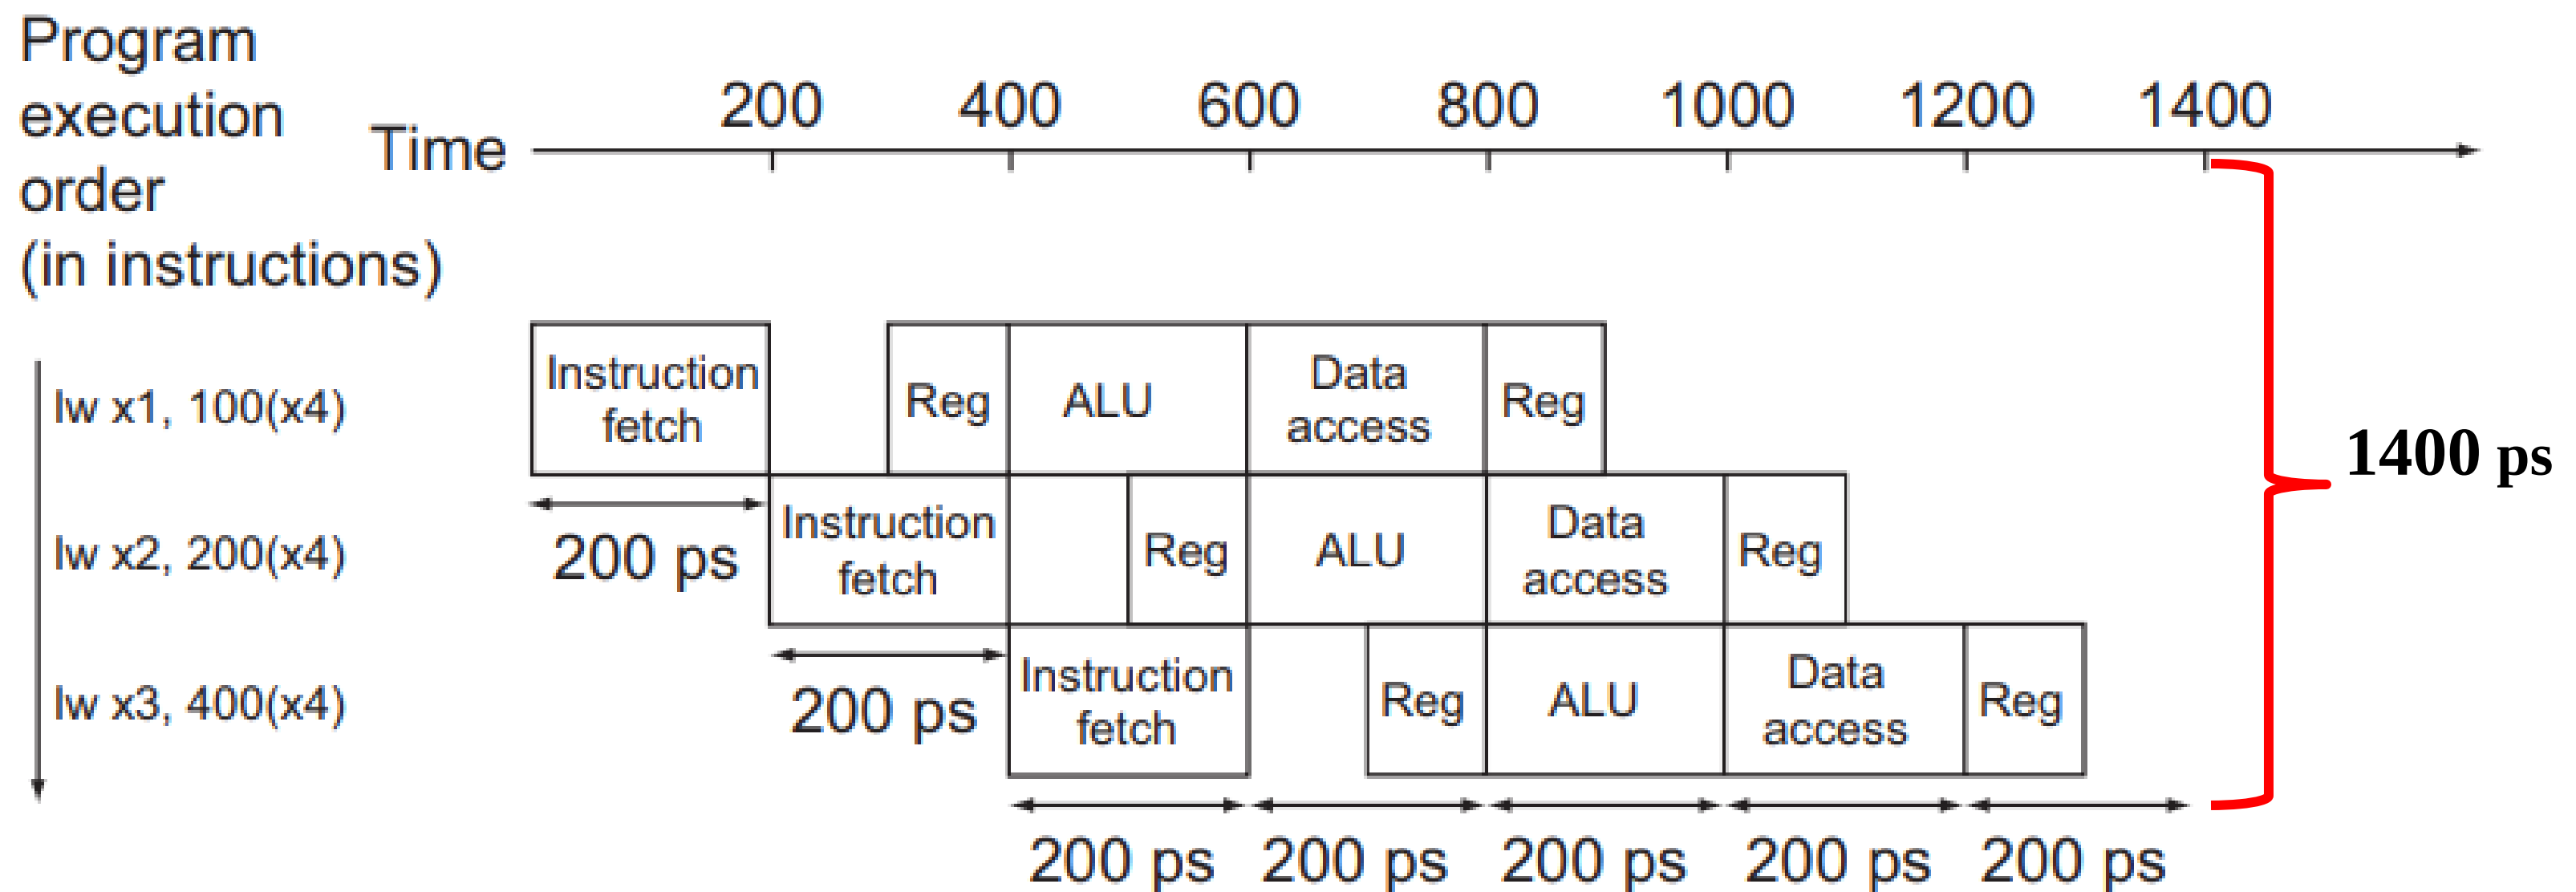 Program
execution
order
(in instructions)
Time
200 400 600 800 1000 1200 1400
lw x1, 100(x4)
Instruction
fetch
Reg
ALU
Data
access
Reg
200 ps
lw x2, 200(x4)
Instruction
fetch
Reg
ALU
Data
access
Reg
200 ps
lw x3, 400(x4)
Instruction
fetch
Reg
ALU
Data
access
Reg
200 ps 200 ps 200 ps 200 ps 200 ps
1400 ps